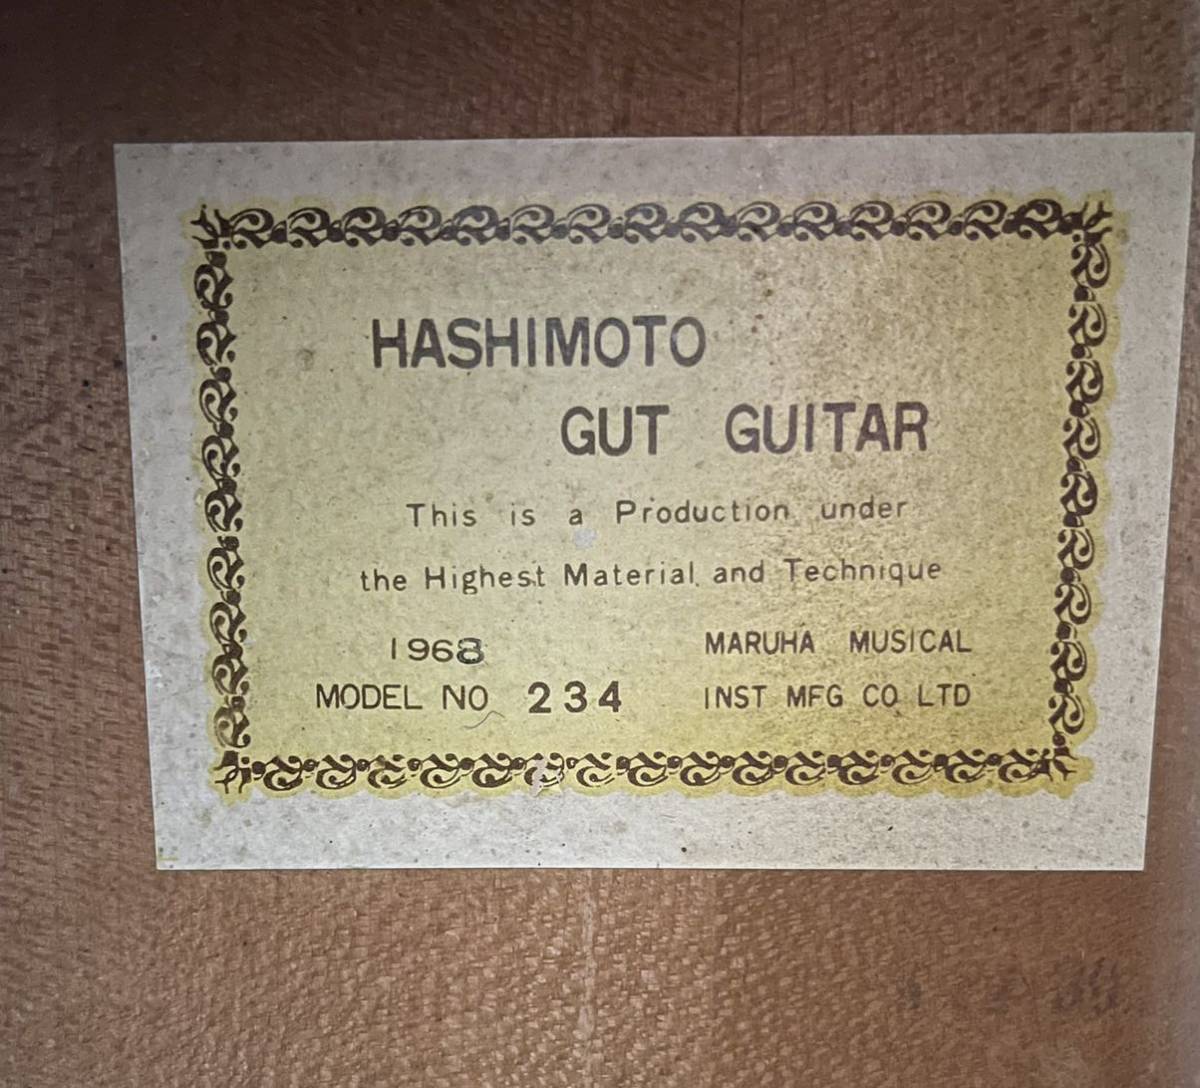 HASHIMOTO
GUT GUITAR
This is a Production under
the Highest Material and Technique
1968
MARUHA MUSICAL
MODEL NO 234
INST MFG CO LTD